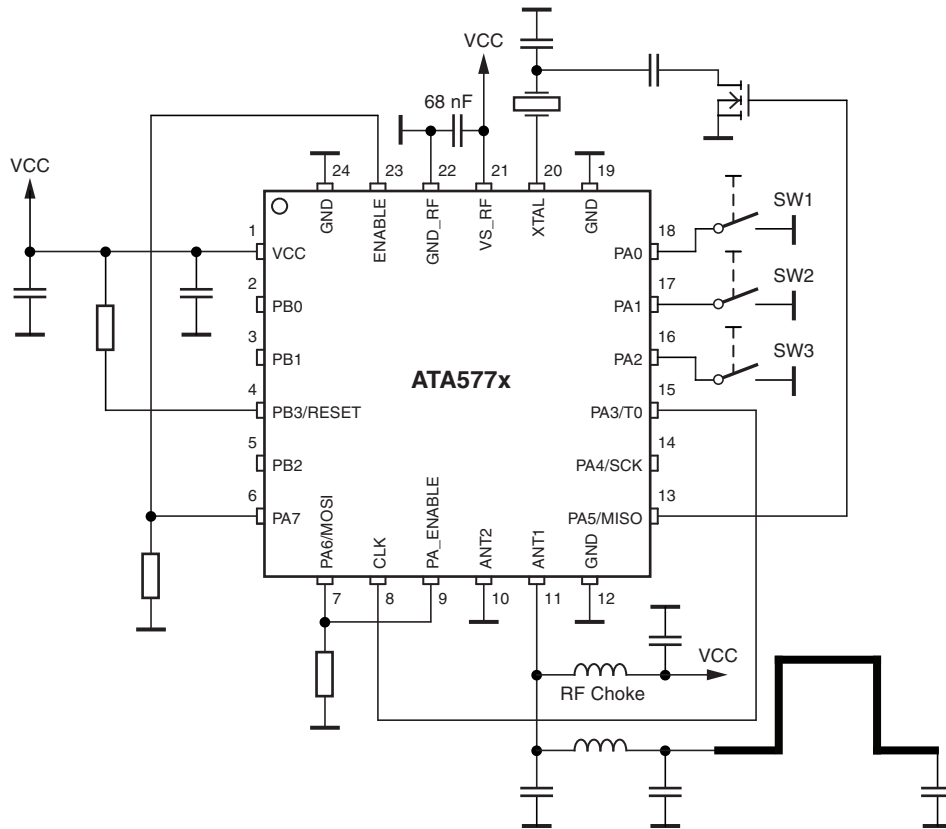 VCC
68 nF
VCC
24
23
22
21
20
19
GND
ENABLE
GND_RF
VS_RF
XTAL
GND
1
VCC
18
PA0
SW1
2
PB0
17
PA1
SW2
3
PB1
16
PA2
SW3
ATA577x
4
PB3/RESET
15
PA3/T0
5
PB2
14
PA4/SCK
6
PA7
13
PA5/MISO
PA6/MOSI
CLK
PA_ENABLE
ANT2
ANT1
GND
7
8
9
10
11
12
VCC
RF Choke